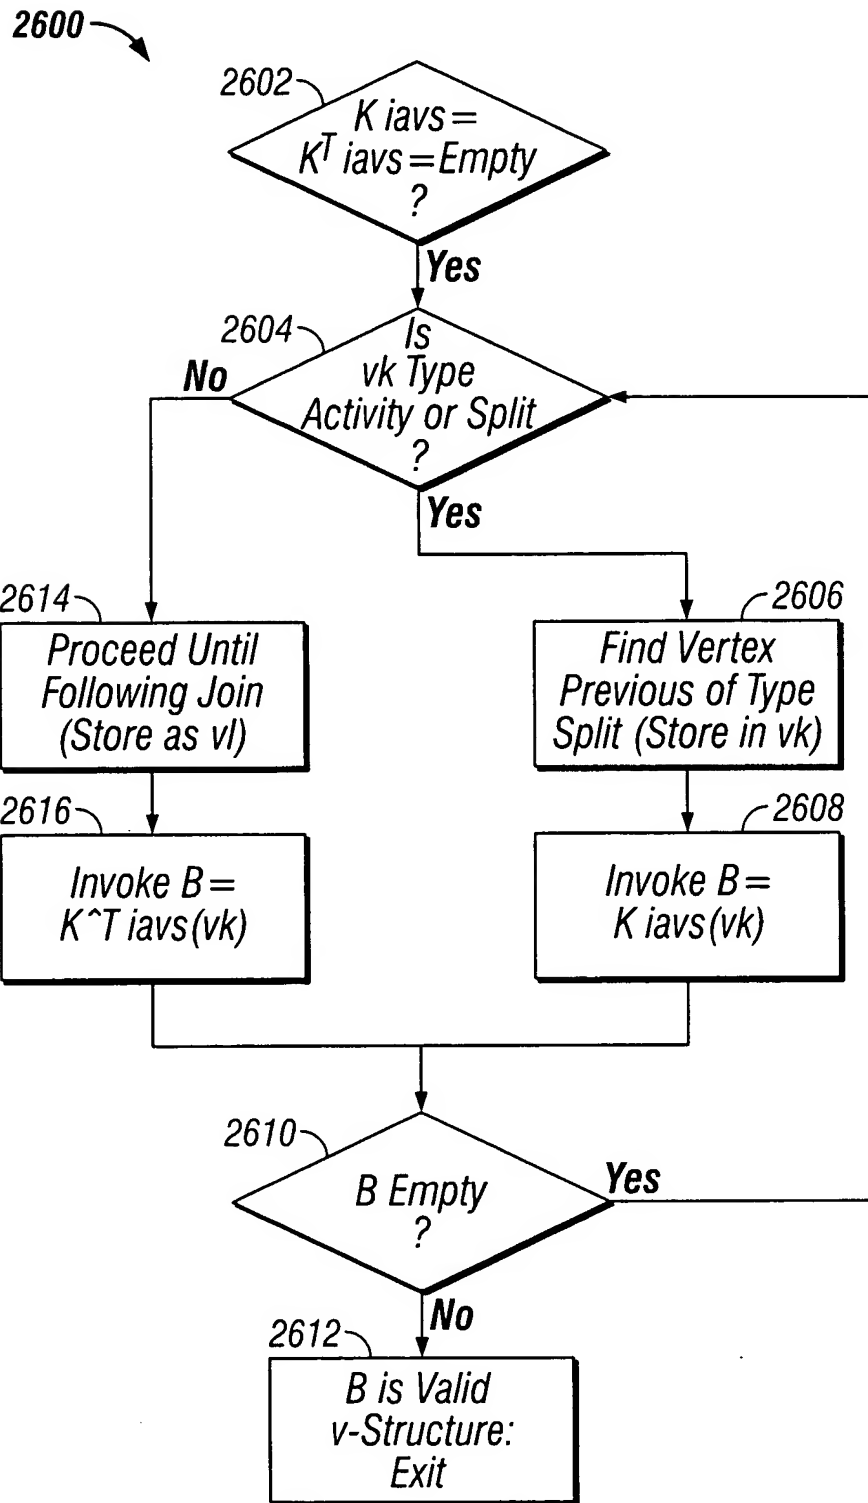 2600
2602
K iavs =
K^T iavs = Empty
?
Yes
2604
Is
vk Type
Activity or Split
?
No
Yes
2614
Proceed Until
Following Join
(Store as vl)
2606
Find Vertex
Previous of Type
Split (Store in vk)
2616
Invoke B =
K^T iavs(vk)
2608
Invoke B =
K iavs(vk)
2610
B Empty
?
Yes
No
2612
B is Valid
v-Structure:
Exit